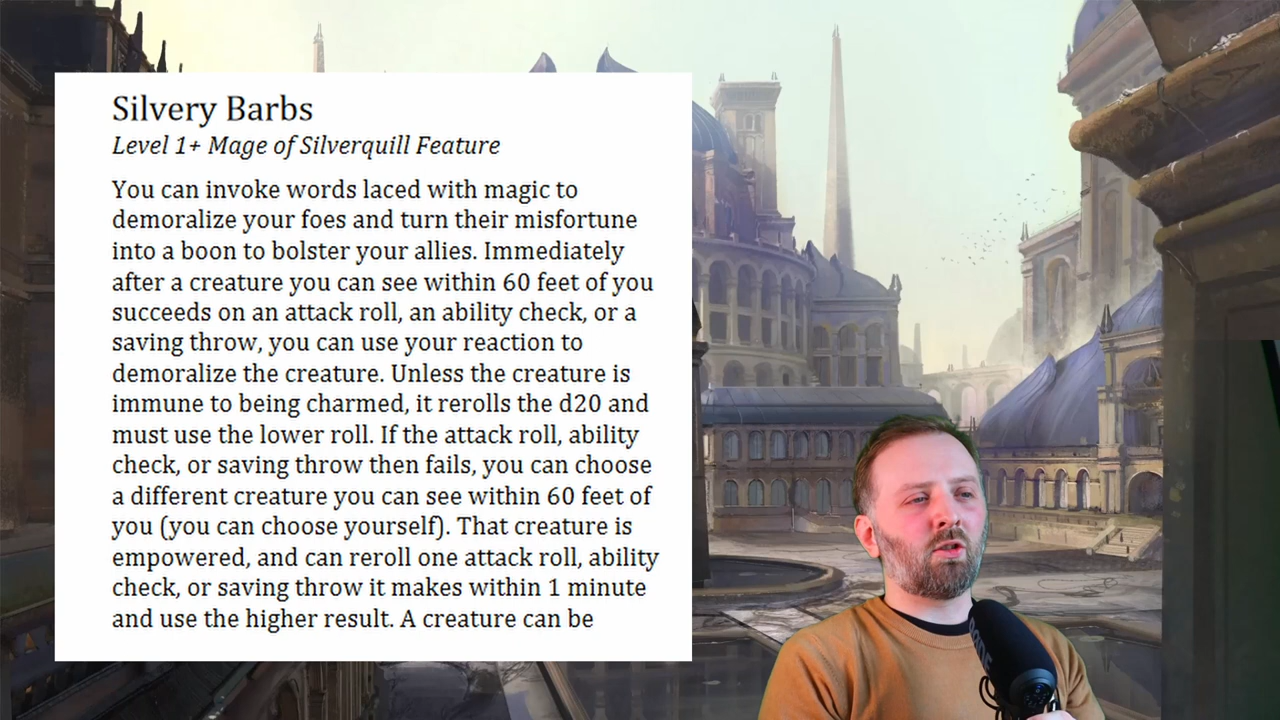 Silvery Barbs
Level 1+ Mage of Silverquill Feature
You can invoke words laced with magic to
demoralize your foes and turn their misfortune
into a boon to bolster your allies. Immediately
after a creature you can see within 60 feet of you
succeeds on an attack roll, an ability check, or a
saving throw, you can use your reaction to
demoralize the creature. Unless the creature is
immune to being charmed, it rerolls the d20 and
must use the lower roll. If the attack roll, ability
check, or saving throw then fails, you can choose
a different creature you can see within 60 feet of
you (you can choose yourself). That creature is
empowered, and can reroll one attack roll, ability
check, or saving throw it makes within 1 minute
and use the higher result. A creature can be
RODE